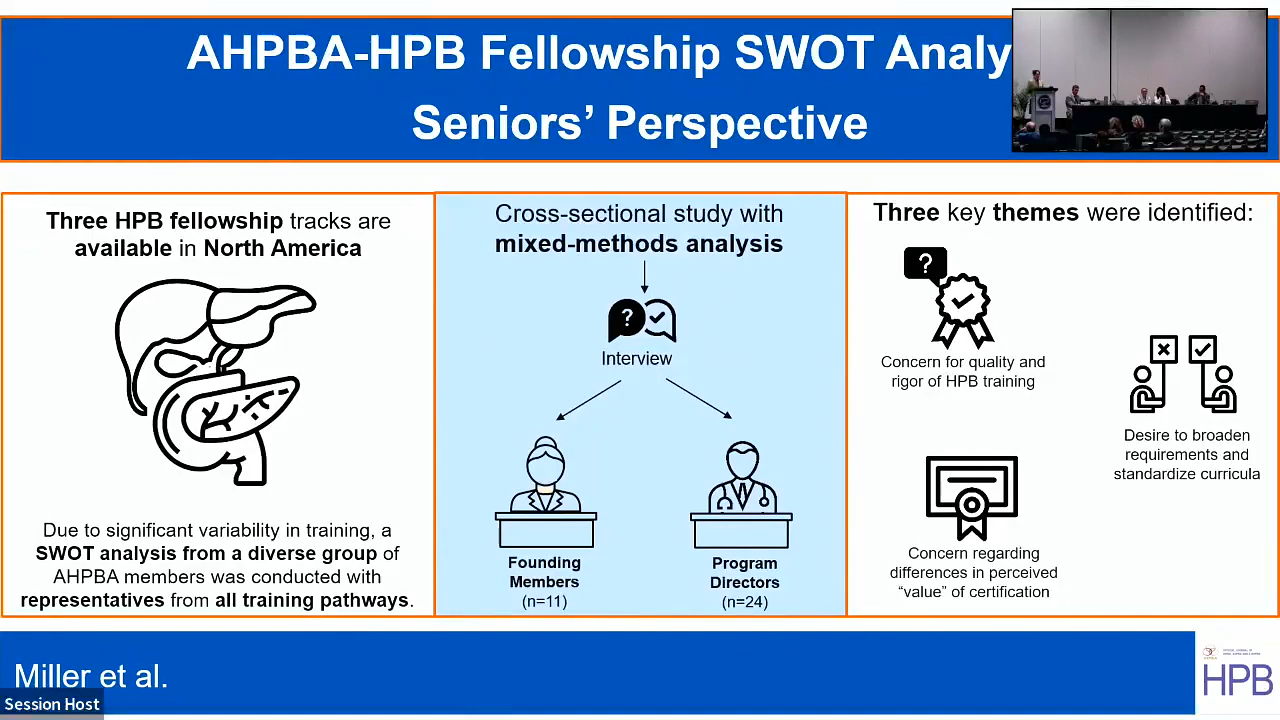 AHPBA-HPB Fellowship SWOT Analy
Seniors’ Perspective
Three HPB fellowship tracks are
available in North America
Due to significant variability in training, a
SWOT analysis from a diverse group of
AHPBA members was conducted with
representatives from all training pathways.
Cross-sectional study with
mixed-methods analysis
?
Interview
Founding
Members
(n=11)
Program
Directors
(n=24)
Three key themes were identified:
?
Concern for quality and
rigor of HPB training
Desire to broaden
requirements and
standardize curricula
Concern regarding
differences in perceived
“value” of certification
Miller et al.
Session Host
HPB